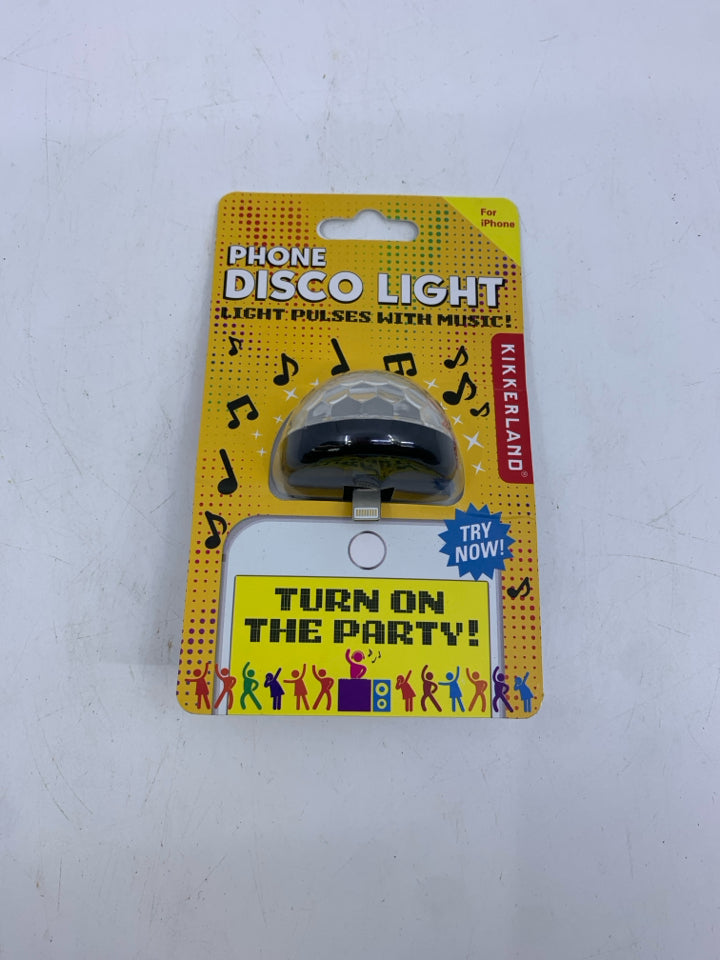 For
iPhone
PHONE
DISCO LIGHT
LIGHT PULSES WITH MUSIC!
KIKKERLAND®
TRY
NOW!
TURN ON
THE PARTY!